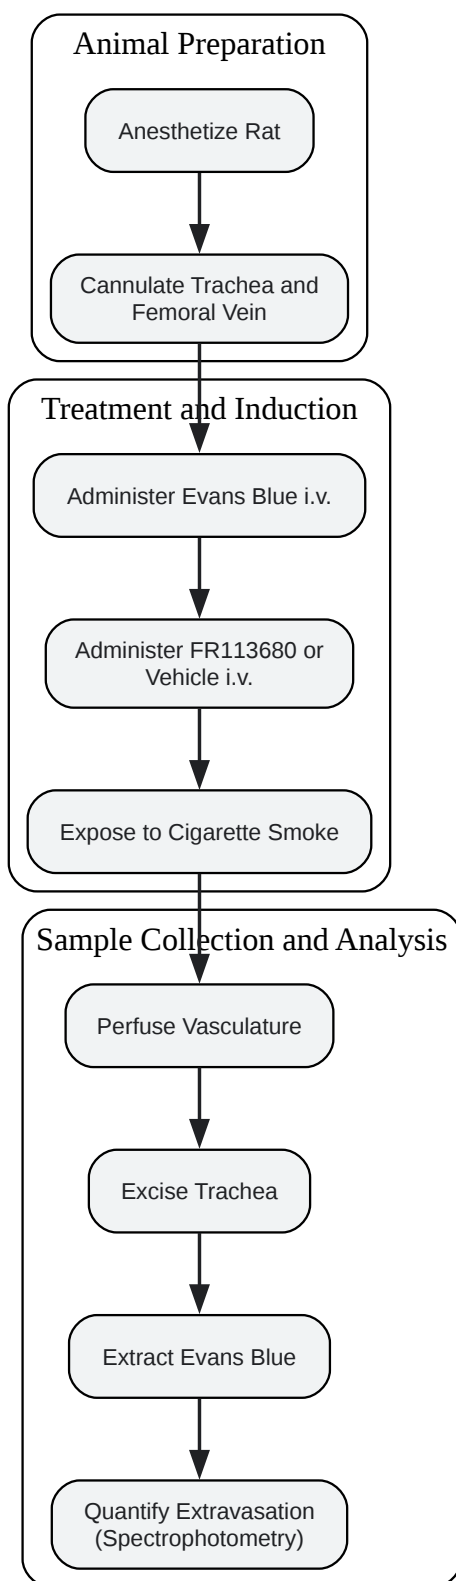 Animal Preparation
Anesthetize Rat
Cannulate Trachea and
Femoral Vein
Treatment and Induction
Administer Evans Blue i.v.
Administer FR113680 or
Vehicle i.v.
Expose to Cigarette Smoke
Sample Collection and Analysis
Perfuse Vasculature
Excise Trachea
Extract Evans Blue
Quantify Extravasation
(Spectrophotometry)